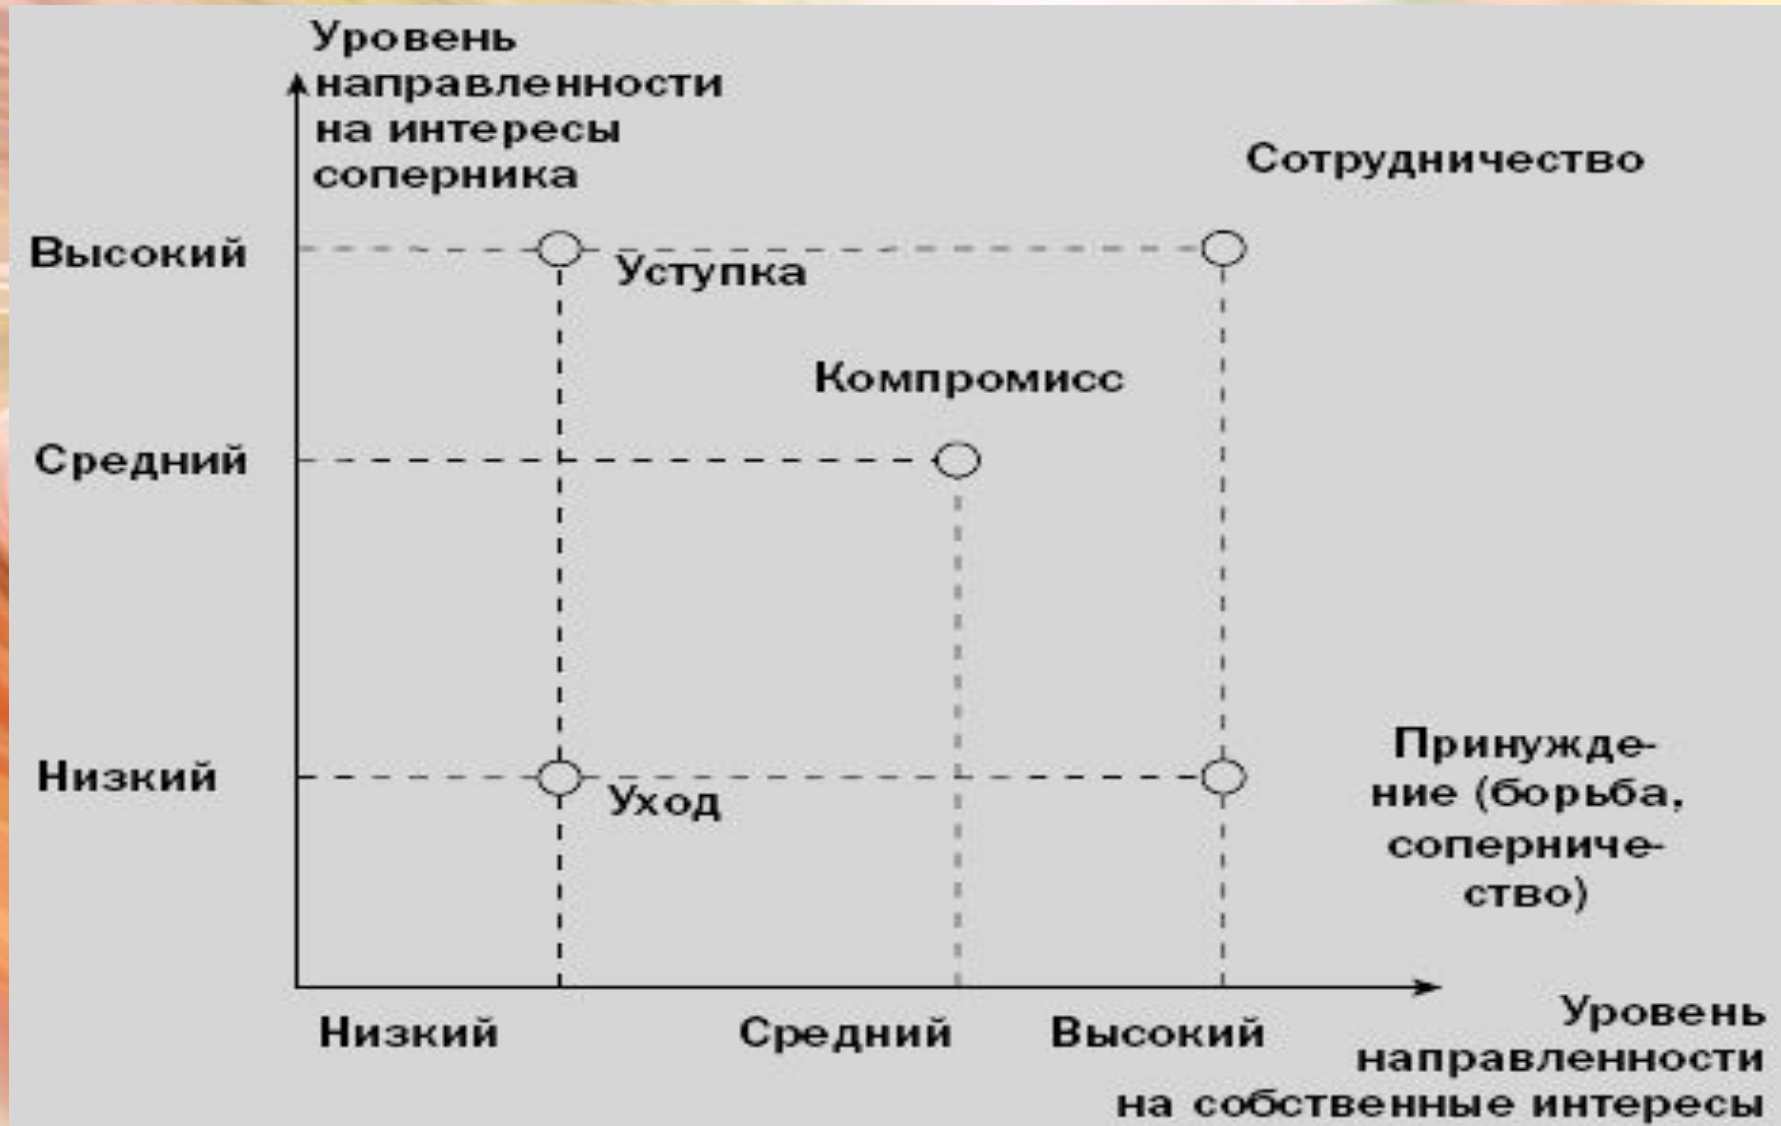 Уровень
направленности
на интересы
соперника
Сотрудничество
Высокий
Уступка
Компромисс
Средний
Низкий
Уход
Принужде-
ние (борьба,
соперниче-
ство)
Низкий
Средний
Высокий
Уровень
направленности
на собственные интересы